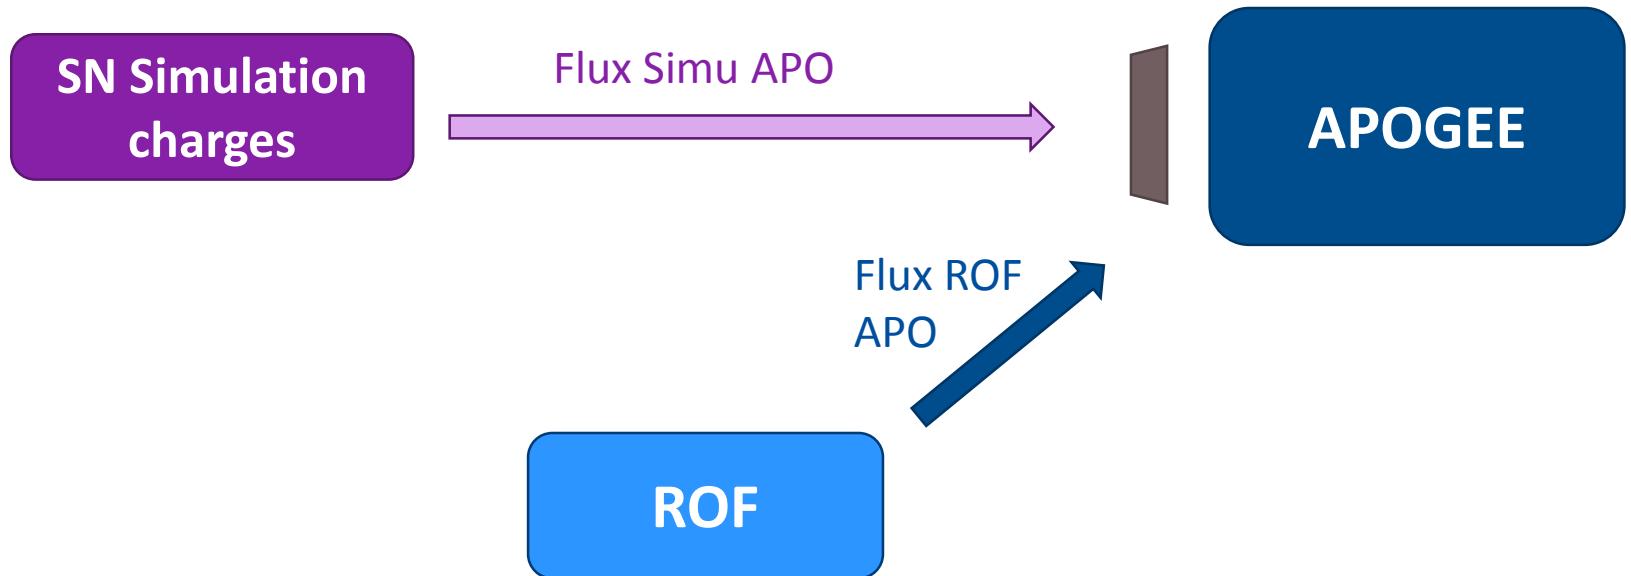 SN Simulation
charges
Flux Simu APO
APOGEE
Flux ROF
APO
ROF